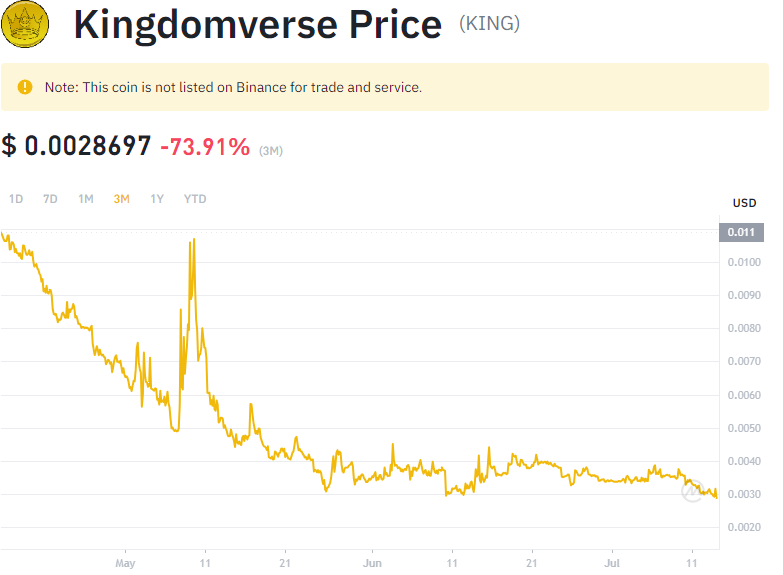 Kingdomverse Price (KING)
Note: This coin is not listed on Binance for trade and service.
$ 0.0028697 -73.91% (3M)
1D 7D 1M 3M 1Y YTD
USD
0.011
0.0100
0.0090
0.0080
0.0070
0.0060
0.0050
0.0040
0.0030
0.0020
May 11 21 Jun 11 21 Jul 11